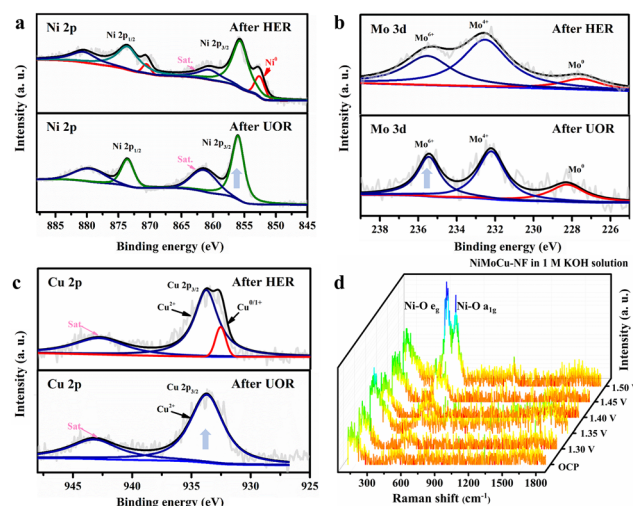 a
Ni 2p
After HER
Ni 2p1/2
Ni 2p3/2
Sat.
Ni0
Ni 2p
After UOR
Ni 2p1/2
Ni 2p3/2
Sat.
885 880 875 870 865 860 855 850 845
Binding energy (eV)
Intensity (a. u.)
b
Mo 3d
After HER
Mo6+
Mo4+
Mo0
Mo 3d
After UOR
Mo6+
Mo4+
Mo0
238 236 234 232 230 228 226
Binding energy (eV)
Intensity (a. u.)
c
Cu 2p
After HER
Cu 2p3/2
Cu2+
Cu0/1+
Sat.
Cu 2p
After UOR
Cu 2p3/2
Cu2+
Sat.
945 940 935 930 925
Binding energy (eV)
Intensity (a. u.)
NiMoCu-NF in 1 M KOH solution
d
Ni-O eg
Ni-O a1g
Intensity (a. u.)
1.50 V
1.45 V
1.40 V
1.35 V
1.30 V
OCP
300 600 900 1200 1500 1800
Raman shift (cm-1)